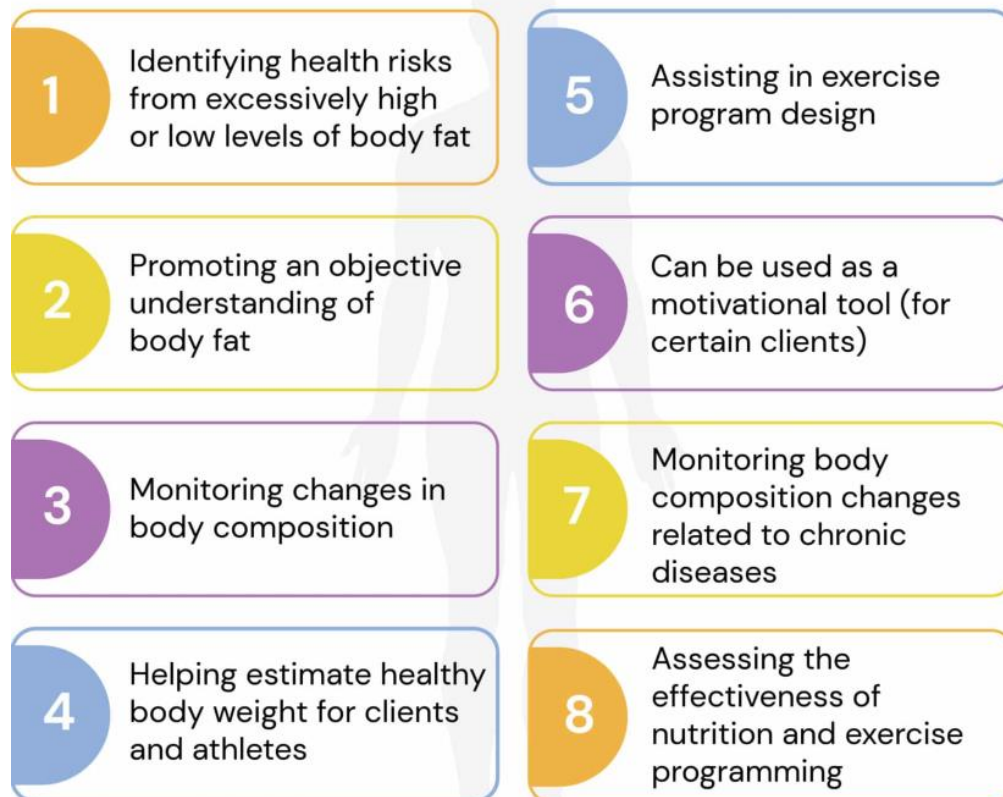 1
Identifying health risks
from excessively high
or low levels of body fat
2
Promoting an objective
understanding of
body fat
3
Monitoring changes in
body composition
4
Helping estimate healthy
body weight for clients
and athletes
5
Assisting in exercise
program design
6
Can be used as a
motivational tool (for
certain clients)
7
Monitoring body
composition changes
related to chronic
diseases
8
Assessing the
effectiveness of
nutrition and exercise
programming